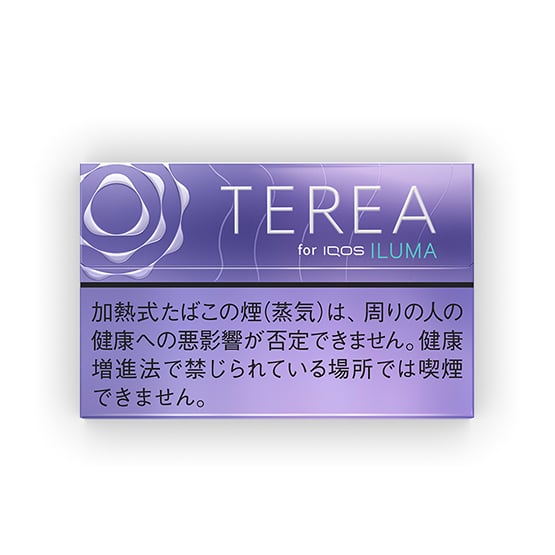 TEREA
for IQOS ILUMA
加熱式たばこの煙(蒸気)は、周りの人の
健康への悪影響が否定できません。健康
増進法で禁じられている場所では喫煙
できません。